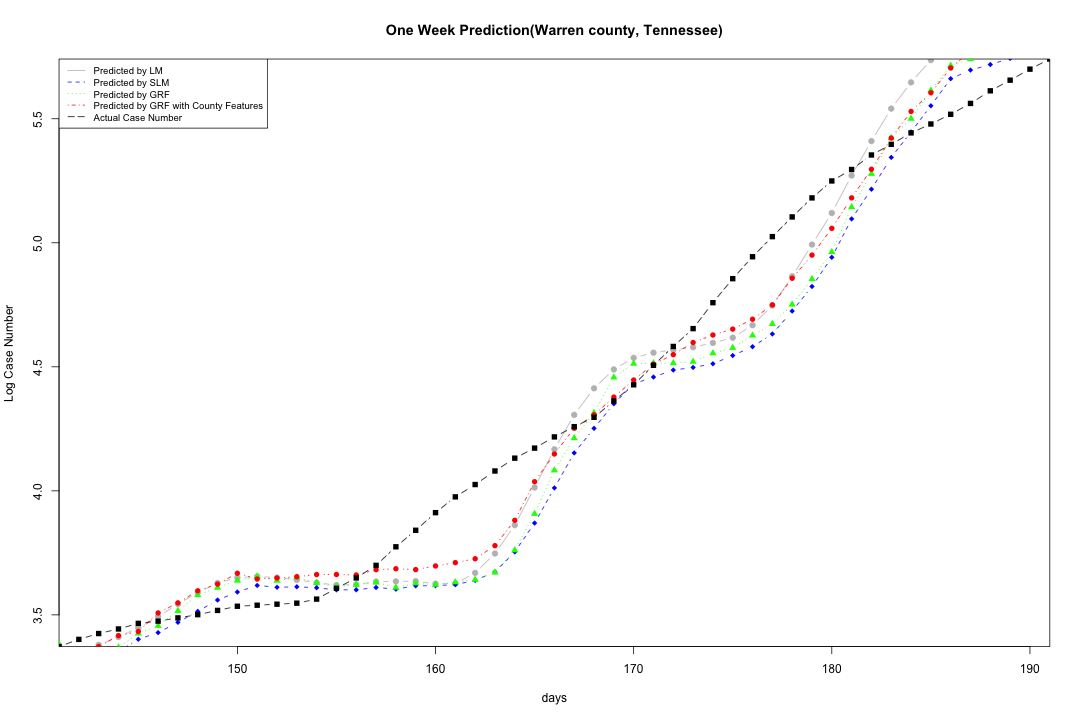 One Week Prediction(Warren county, Tennessee)
Predicted by LM
Predicted by SLM
Predicted by GRF
Predicted by GRF with County Features
Actual Case Number
5.5
5.0
4.5
4.0
3.5
Log Case Number
150 160 170 180 190
days